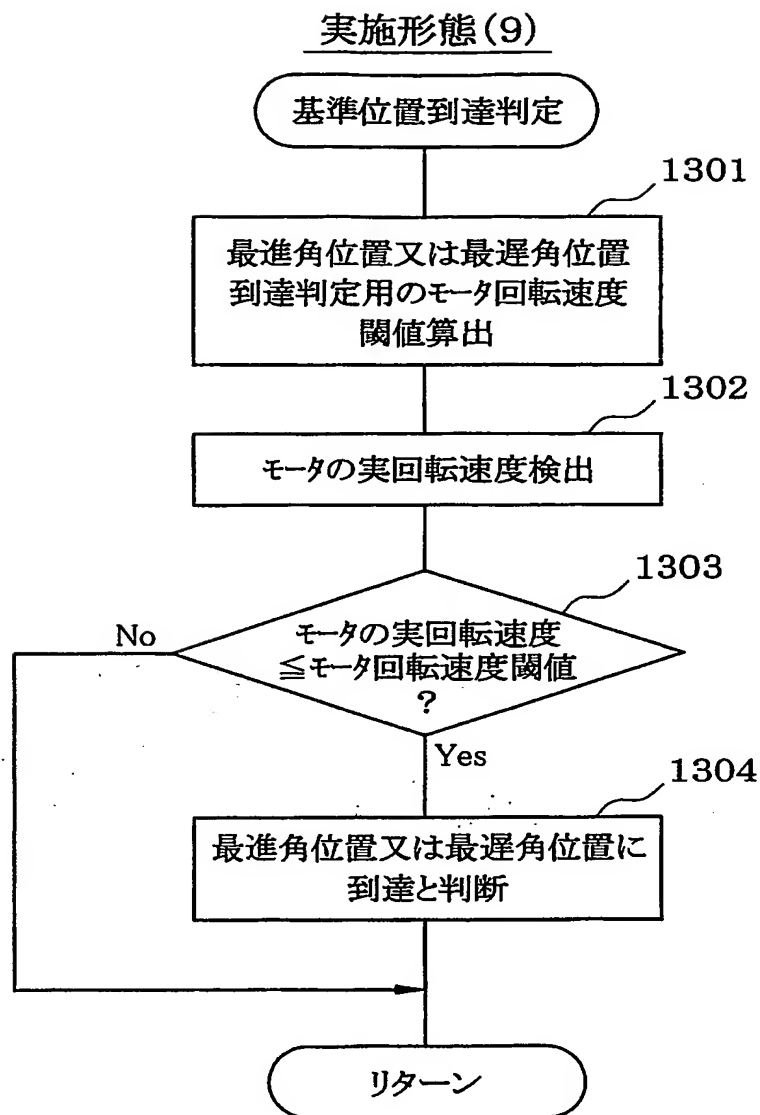 実施形態(9)
基準位置到達判定
1301
最進角位置又は最遅角位置
到達判定用のモータ回転速度
閾値算出
1302
モータの実回転速度検出
1303
No
モータの実回転速度
≦モータ回転速度閾値
?
Yes
1304
最進角位置又は最遅角位置に
到達と判断
リターン